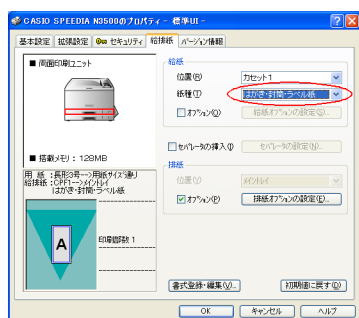 CASIO SPEEDIA N3500のプロパティ - 標準UI -
基本設定 拡張設定 セキュリティ 給排紙 バージョン情報
■ 両面印刷ユニット
■ 搭載メモリ : 128MB
用 紙 :長形3号-->用紙サイズ通り
給排紙:CPF1-->メイントレイ
はがき・封筒・ラベル紙
A
印刷部数 1
給紙
位置(R) カセット1
紙種(T) はがき・封筒・ラベル紙
オプション(Q) 給紙オプションの設定(G)...
セパレータの挿入(I) セパレータの設定(N)...
排紙
位置(Y) メイントレイ
オプション(P) 排紙オプションの設定(E)...
書式登録・編集(V)... 初期値に戻す(D)
OK キャンセル ヘルプ